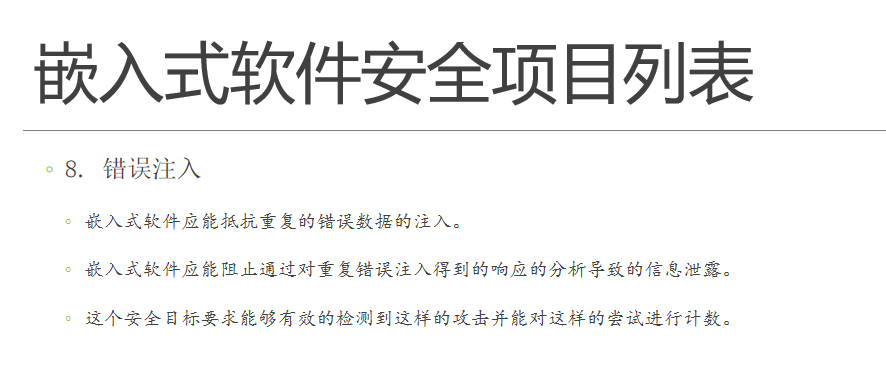 嵌入式软件安全项目列表
8. 错误注入
嵌入式软件应能抵抗重复的错误数据的注入。
嵌入式软件应能阻止通过对重复错误注入得到的响应的分析导致的信息泄露。
这个安全目标要求能够有效的检测到这样的攻击并能对这样的尝试进行计数。